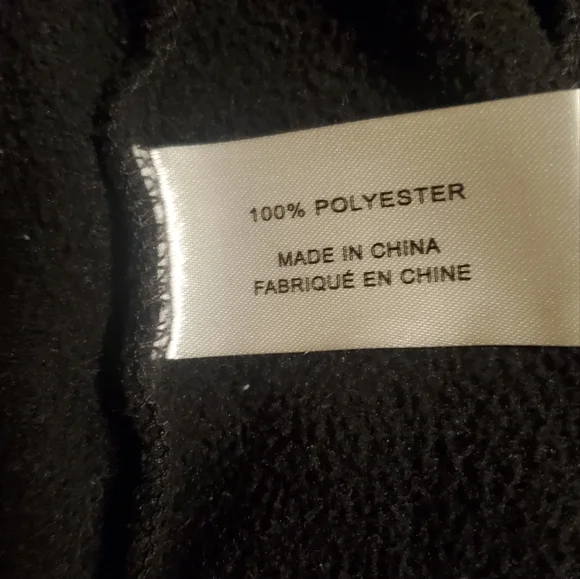 100% POLYESTER
MADE IN CHINA
FABRIQUÉ EN CHINE